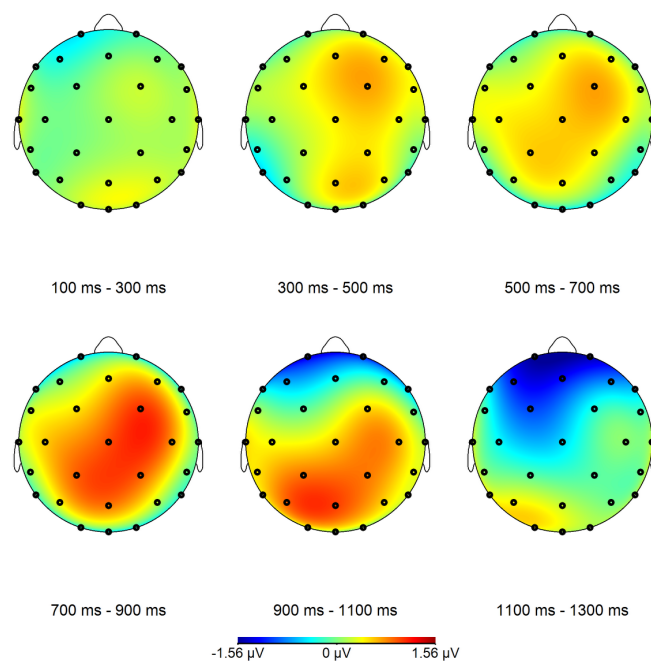 100 ms - 300 ms
300 ms - 500 ms
500 ms - 700 ms
700 ms - 900 ms
900 ms - 1100 ms
1100 ms - 1300 ms
-1.56 μV 0 μV 1.56 μV